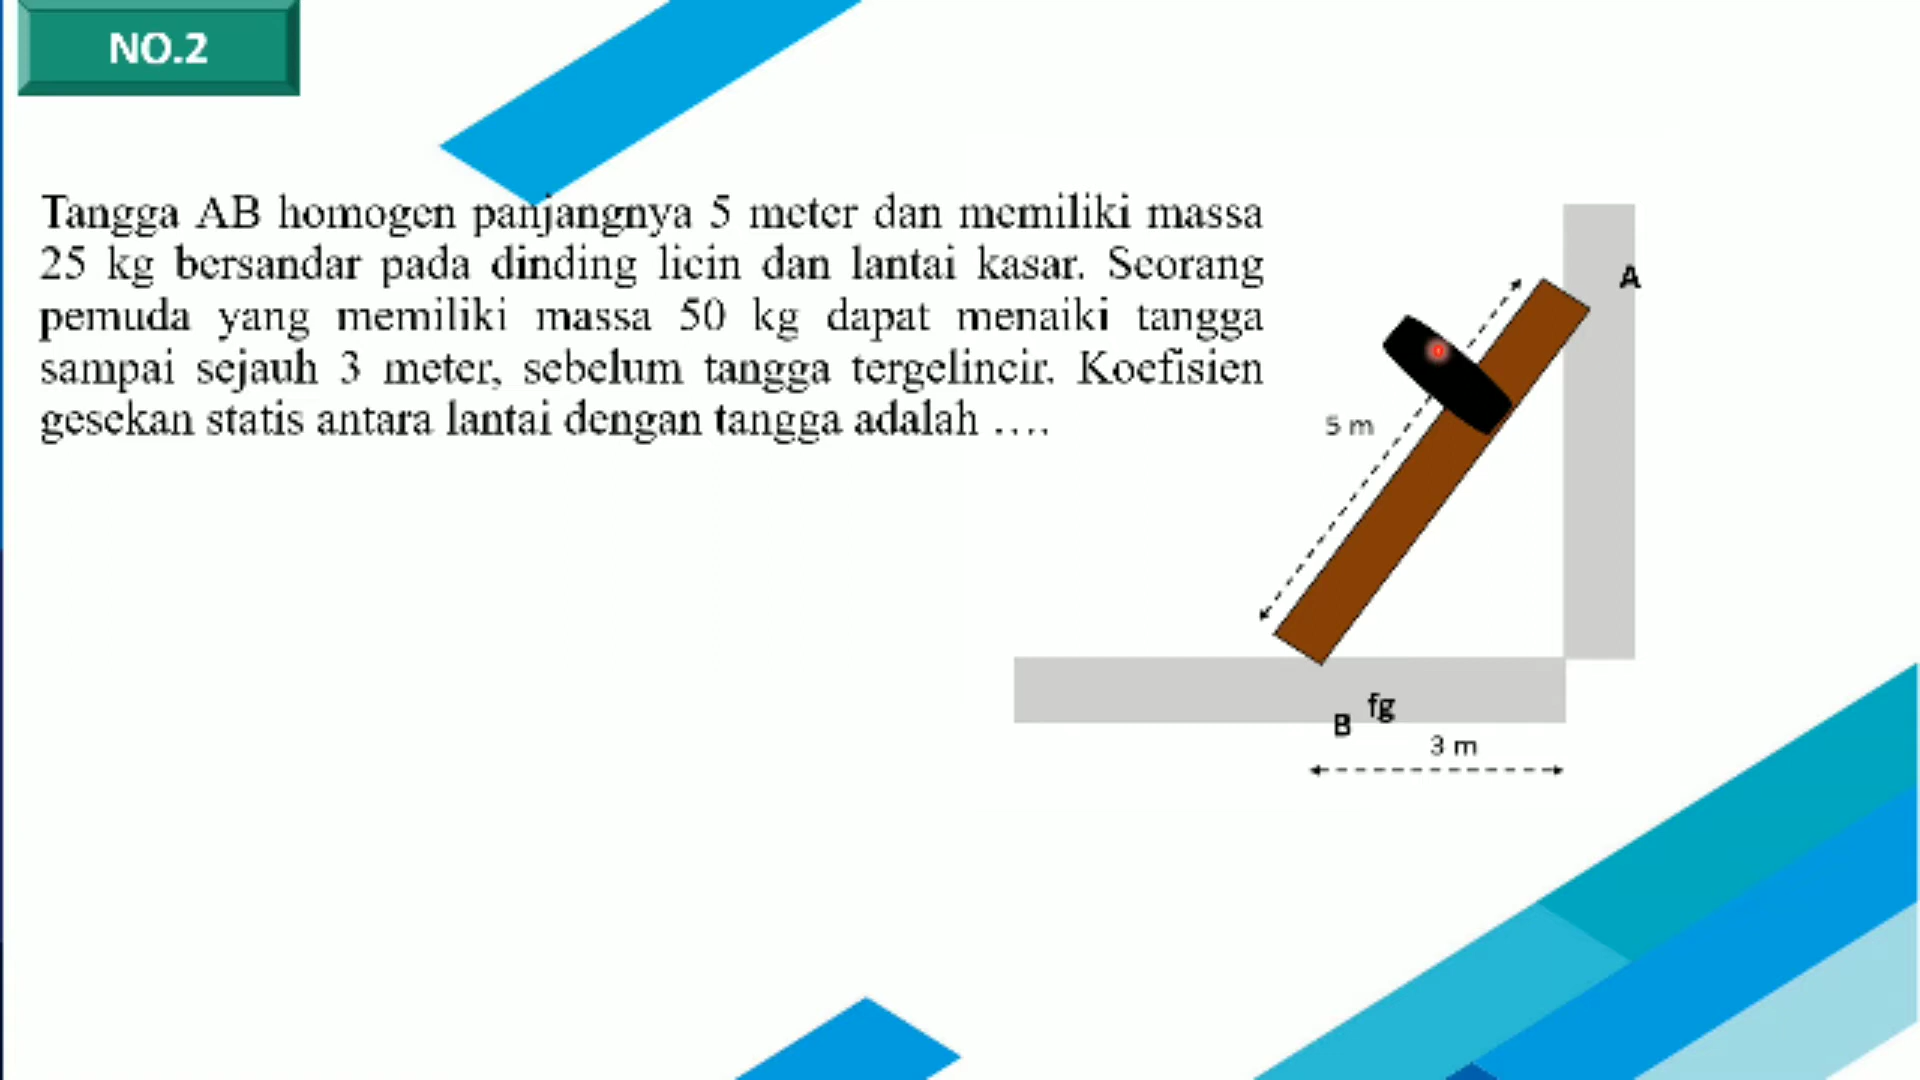 NO.2
Tangga AB homogen panjangnya 5 meter dan memiliki massa
25 kg bersandar pada dinding licin dan lantai kasar. Seorang
pemuda yang memiliki massa 50 kg dapat menaiki tangga
sampai sejauh 3 meter, sebelum tangga tergelincir. Koefisien
gesekan statis antara lantai dengan tangga adalah ….
A
5 m
fg
B
3 m